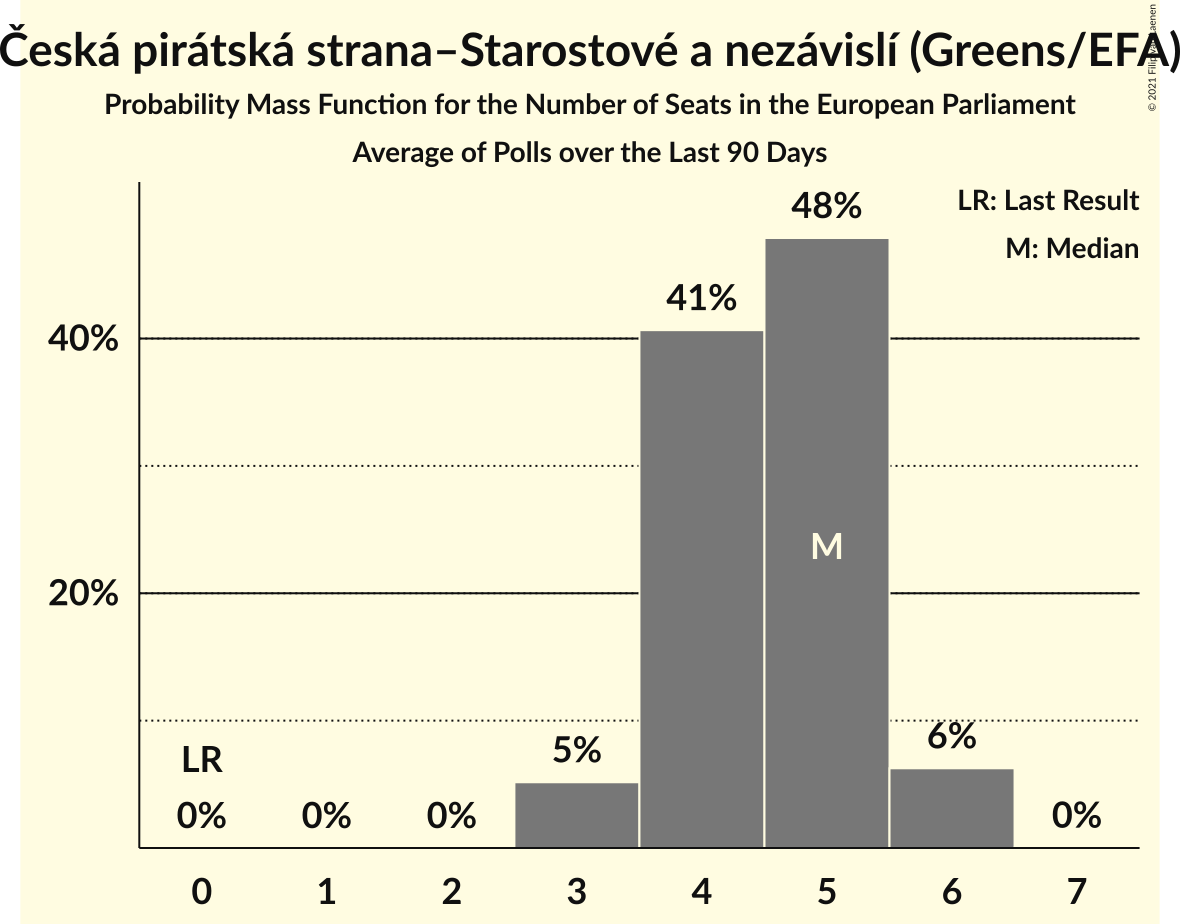 Česká pirátská strana–Starostové a nezávislí (Greens/EFA)
Probability Mass Function for the Number of Seats in the European Parliament
Average of Polls over the Last 90 Days
LR: Last Result
M: Median
48%
41%
40%
M
20%
5%
6%
LR
0%
0%
0%
0%
0 1 2 3 4 5 6 7
© 2021 Filip